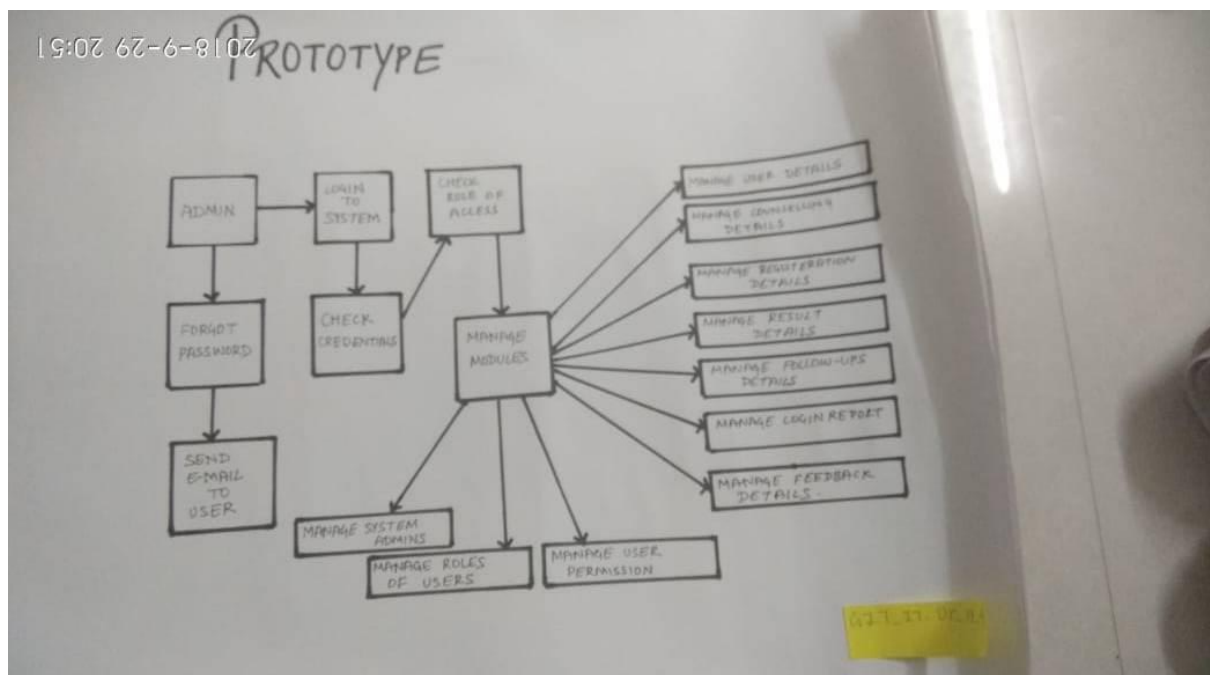 2018-9-29 20:51
PROTOTYPE
ADMIN
LOGIN
TO
SYSTEM
CHECK
ROLE OF
ACCESS
FORGOT
PASSWORD
CHECK
CREDENTIALS
MANAGE
MODULES
SEND
E-MAIL
TO
USER
MANAGE USER DETAILS
MANAGE COUNSELLING
DETAILS
MANAGE REGISTERATION
DETAILS
MANAGE RESULT
DETAILS
MANAGE FOLLOW-UPS
DETAILS
MANAGE LOGIN REPORT
MANAGE FEEDBACK
DETAILS.
MANAGE SYSTEM
ADMINS
MANAGE ROLES
OF USERS
MANAGE USER
PERMISSION